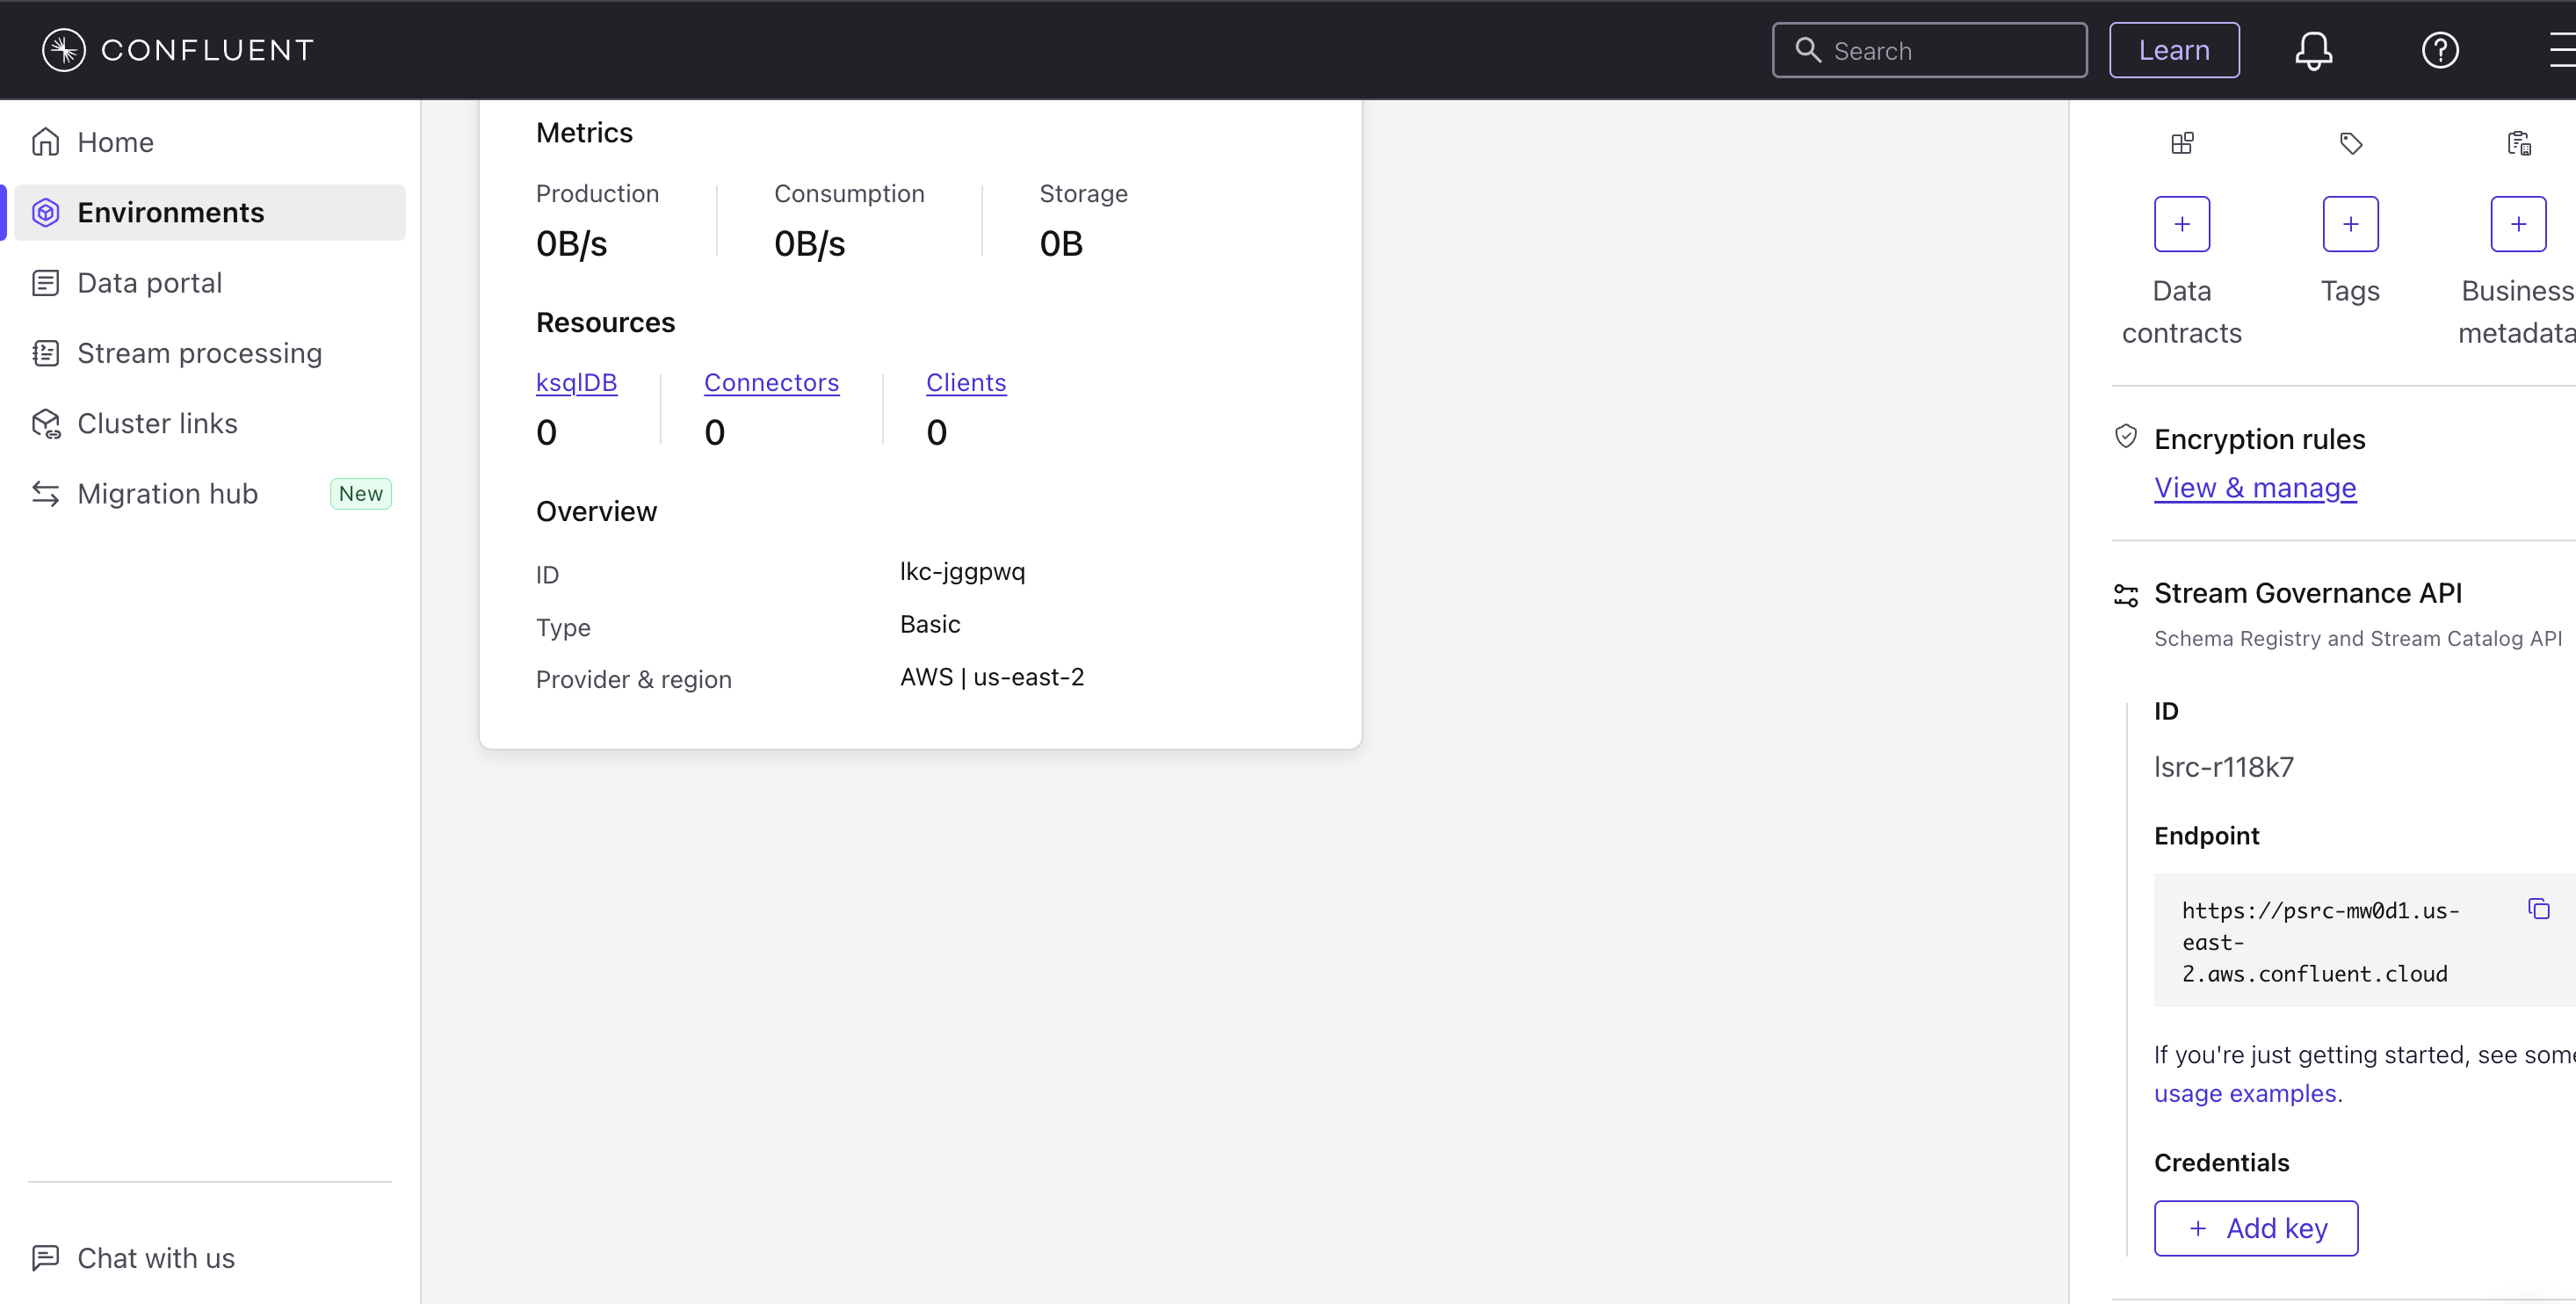 CONFLUENT
Search
Learn
Home
Environments
Data portal
Stream processing
Cluster links
Migration hub New
Chat with us
Metrics
Production Consumption Storage
0B/s 0B/s 0B
Resources
ksqlDB Connectors Clients
0 0 0
Overview
ID lkc-jggpwq
Type Basic
Provider & region AWS | us-east-2
Data Tags Business
contracts metadata
Encryption rules
View & manage
Stream Governance API
Schema Registry and Stream Catalog API
ID
lsrc-r118k7
Endpoint
https://psrc-mw0d1.us-
east-
2.aws.confluent.cloud
If you're just getting started, see some
usage examples.
Credentials
+ Add key